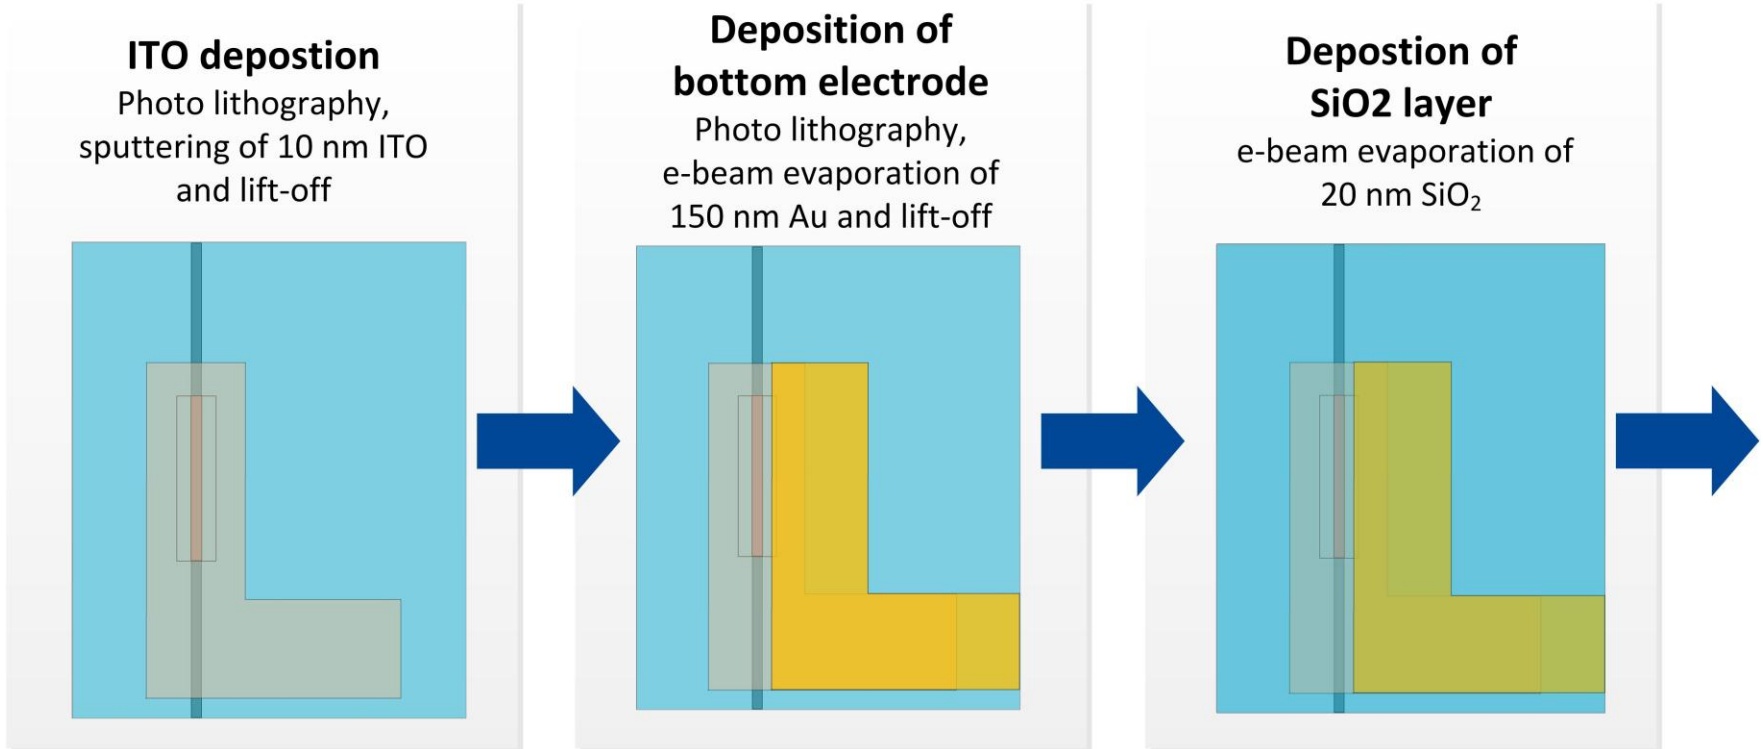 ITO depostion
Photo lithography,
sputtering of 10 nm ITO
and lift-off
Deposition of
bottom electrode
Photo lithography,
e-beam evaporation of
150 nm Au and lift-off
Depostion of
SiO2 layer
e-beam evaporation of
20 nm SiO₂